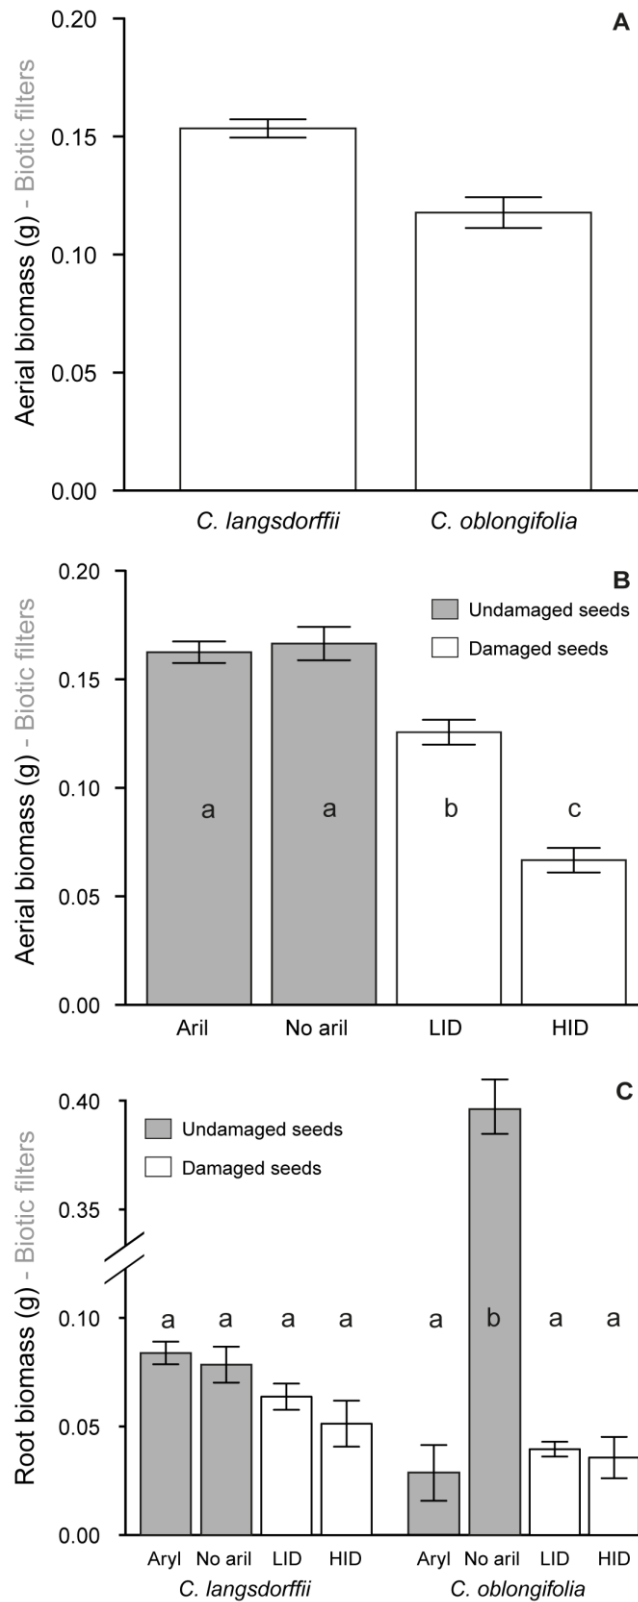 A
Aerial biomass (g) - Biotic filters
0.20
0.15
0.10
0.05
0.00
C. langsdorffii C. oblongifolia
B
Aerial biomass (g) - Biotic filters
0.20
0.15
0.10
0.05
0.00
Undamaged seeds
Damaged seeds
a a b c
Aril No aril LID HID
C
Root biomass (g) - Biotic filters
0.40
0.35
0.10
0.05
0.00
Undamaged seeds
Damaged seeds
a a a a a b a a
Aryl No aril LID HID Aryl No aril LID HID
C. langsdorffii C. oblongifolia